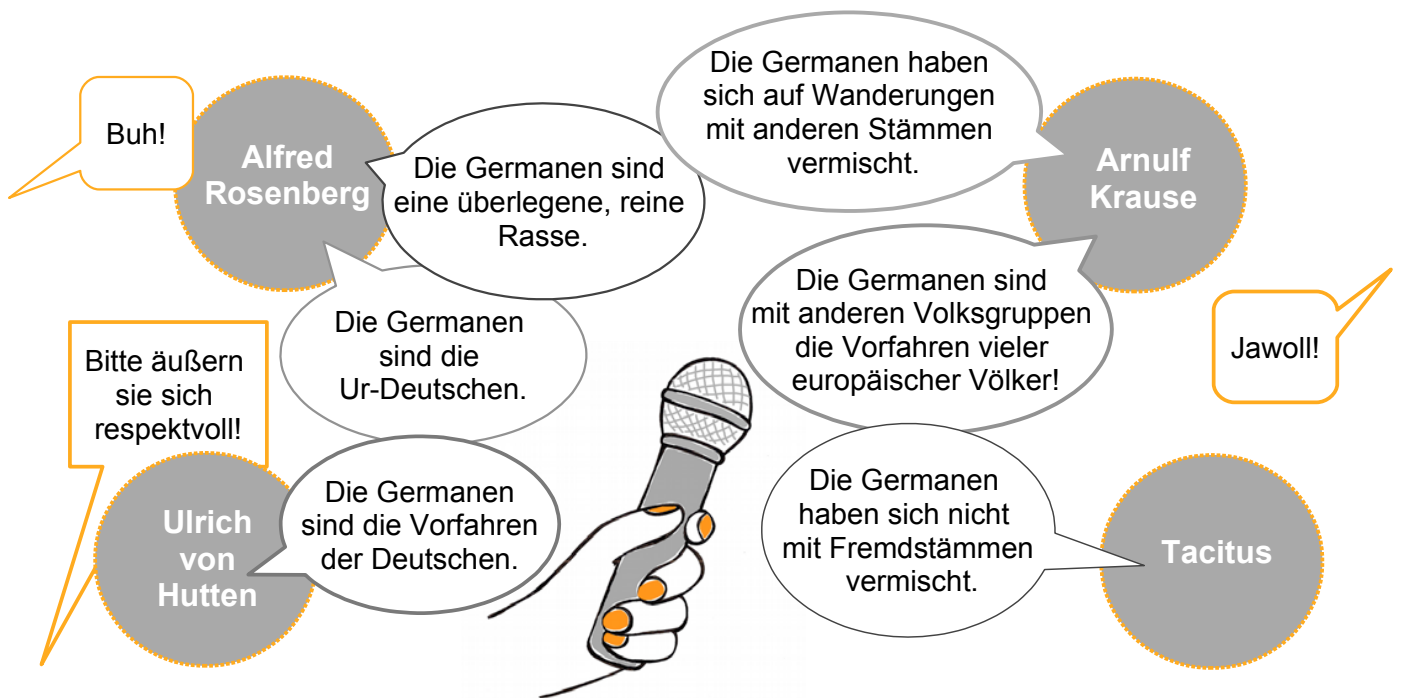 Buh!
Alfred
Rosenberg
Die Germanen sind
eine überlegene, reine
Rasse.
Die Germanen
sind die
Ur-Deutschen.
Die Germanen haben
sich auf Wanderungen
mit anderen Stämmen
vermischt.
Arnulf
Krause
Die Germanen sind
mit anderen Volksgruppen
die Vorfahren vieler
europäischer Völker!
Jawoll!
Bitte äußern
sie sich
respektvoll!
Ulrich
von
Hutten
Die Germanen
sind die Vorfahren
der Deutschen.
Die Germanen
haben sich nicht
mit Fremdstämmen
vermischt.
Tacitus